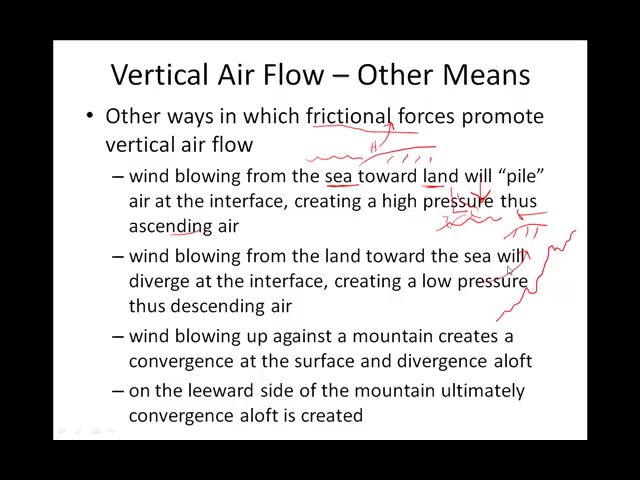 Vertical Air Flow – Other Means
• Other ways in which frictional forces promote
vertical air flow
– wind blowing from the sea toward land will “pile”
air at the interface, creating a high pressure thus
ascending air
– wind blowing from the land toward the sea will
diverge at the interface, creating a low pressure
thus descending air
– wind blowing up against a mountain creates a
convergence at the surface and divergence aloft
– on the leeward side of the mountain ultimately
convergence aloft is created
H